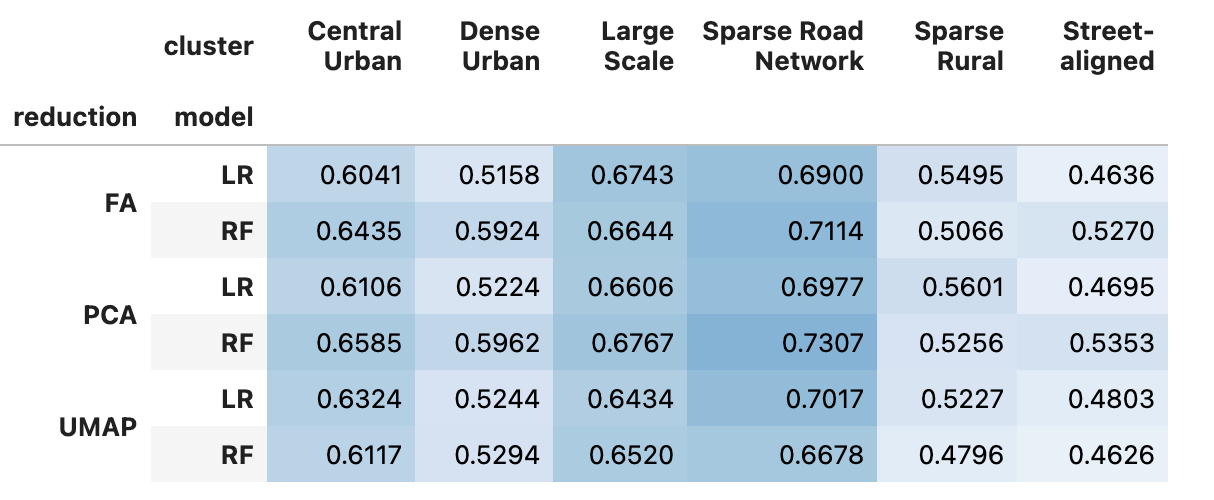 cluster Central Urban Dense Urban Large Scale Sparse Road Network Sparse Rural Street-aligned
reduction model
FA LR 0.6041 0.5158 0.6743 0.6900 0.5495 0.4636
RF 0.6435 0.5924 0.6644 0.7114 0.5066 0.5270
PCA LR 0.6106 0.5224 0.6606 0.6977 0.5601 0.4695
RF 0.6585 0.5962 0.6767 0.7307 0.5256 0.5353
UMAP LR 0.6324 0.5244 0.6434 0.7017 0.5227 0.4803
RF 0.6117 0.5294 0.6520 0.6678 0.4796 0.4626